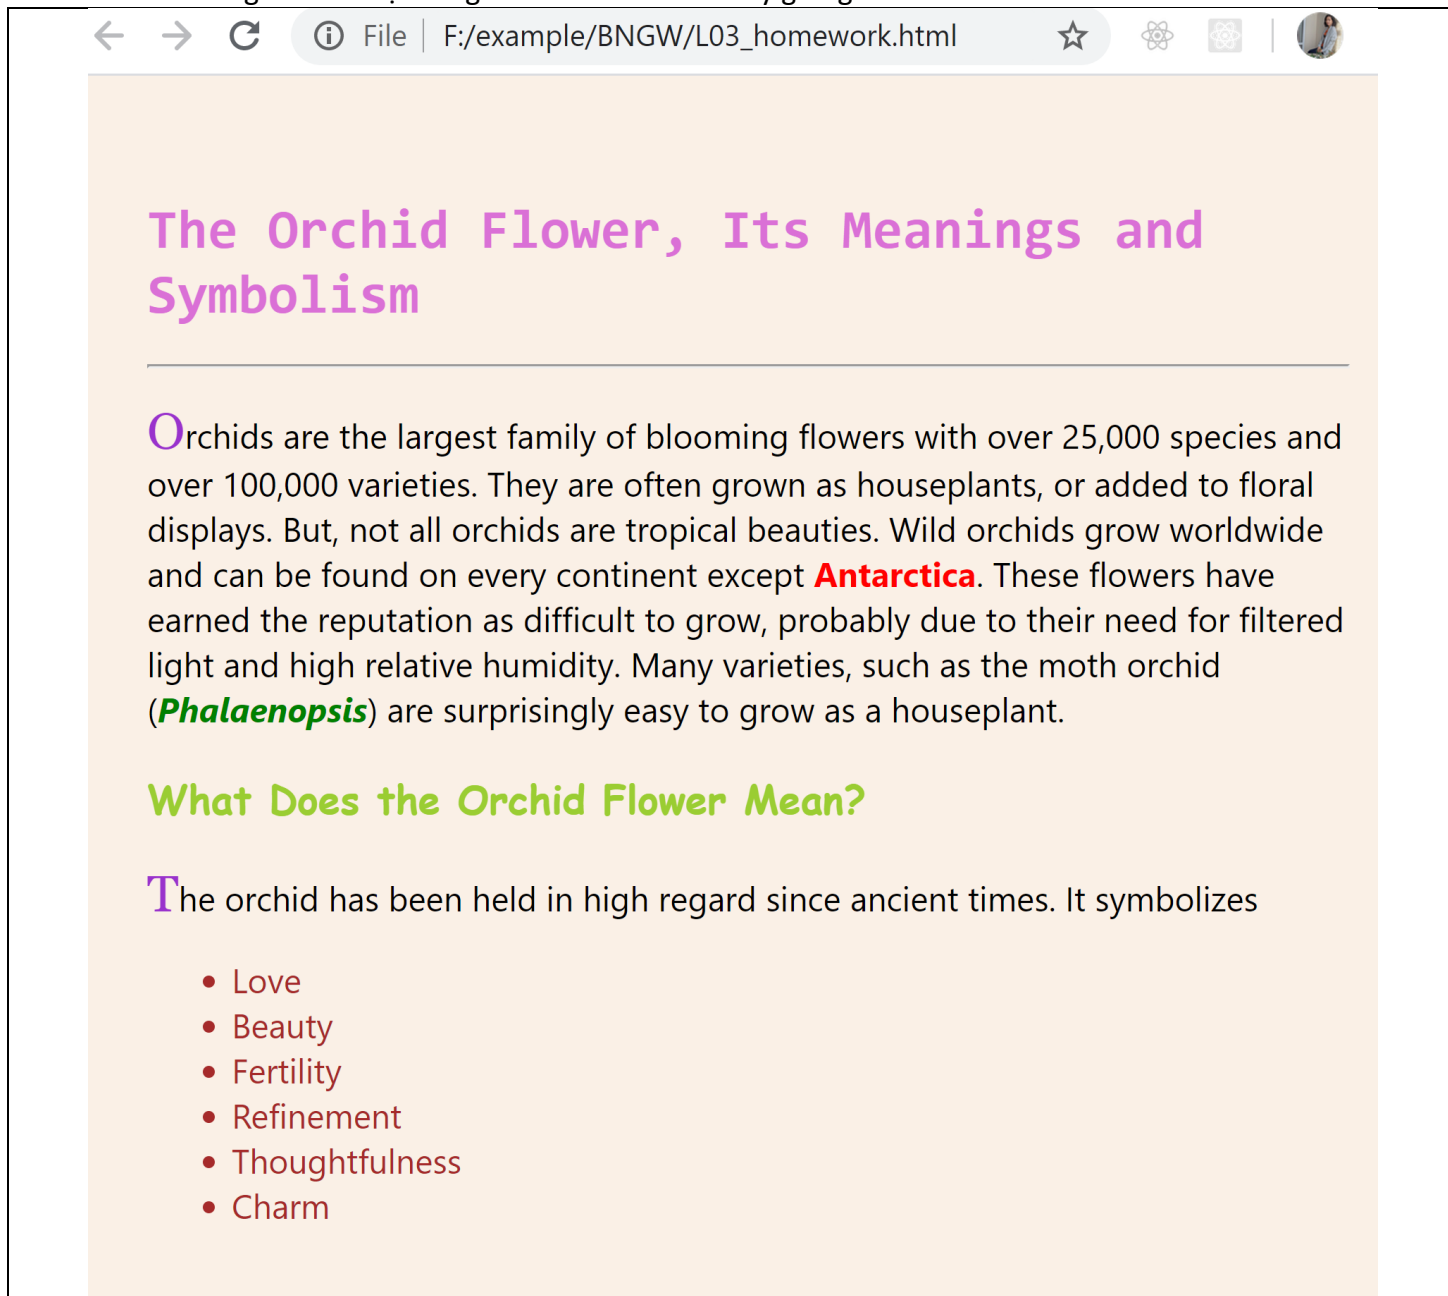 File F:/example/BNGW/L03_homework.html
The Orchid Flower, Its Meanings and
Symbolism
Orchids are the largest family of blooming flowers with over 25,000 species and
over 100,000 varieties. They are often grown as houseplants, or added to floral
displays. But, not all orchids are tropical beauties. Wild orchids grow worldwide
and can be found on every continent except Antarctica. These flowers have
earned the reputation as difficult to grow, probably due to their need for filtered
light and high relative humidity. Many varieties, such as the moth orchid
(Phalaenopsis) are surprisingly easy to grow as a houseplant.
What Does the Orchid Flower Mean?
The orchid has been held in high regard since ancient times. It symbolizes
• Love
• Beauty
• Fertility
• Refinement
• Thoughtfulness
• Charm